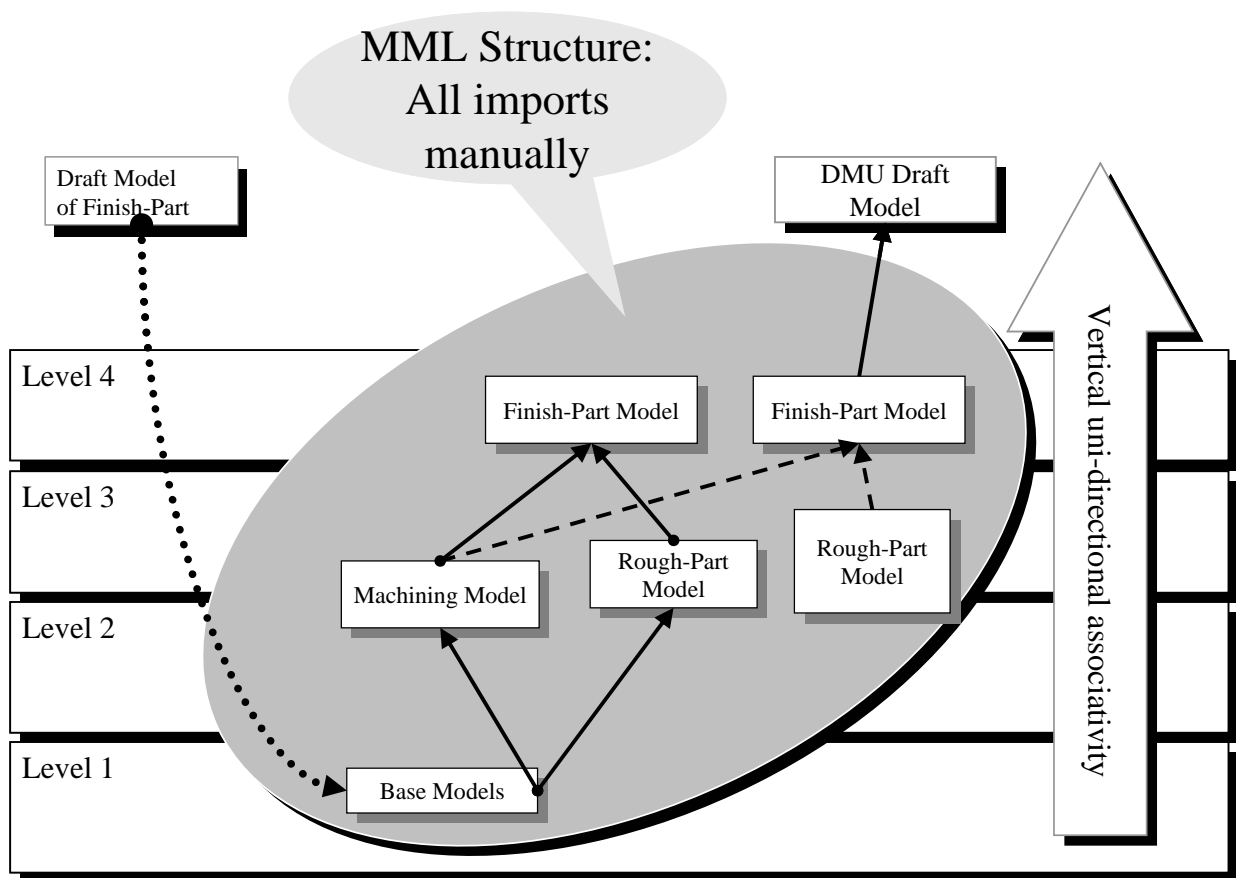 MML Structure:
All imports
manually
Draft Model
of Finish-Part
DMU Draft
Model
Level 4
Finish-Part Model
Finish-Part Model
Level 3
Rough-Part
Model
Rough-Part
Model
Machining Model
Level 2
Level 1
Base Models
Vertical uni-directional associativity